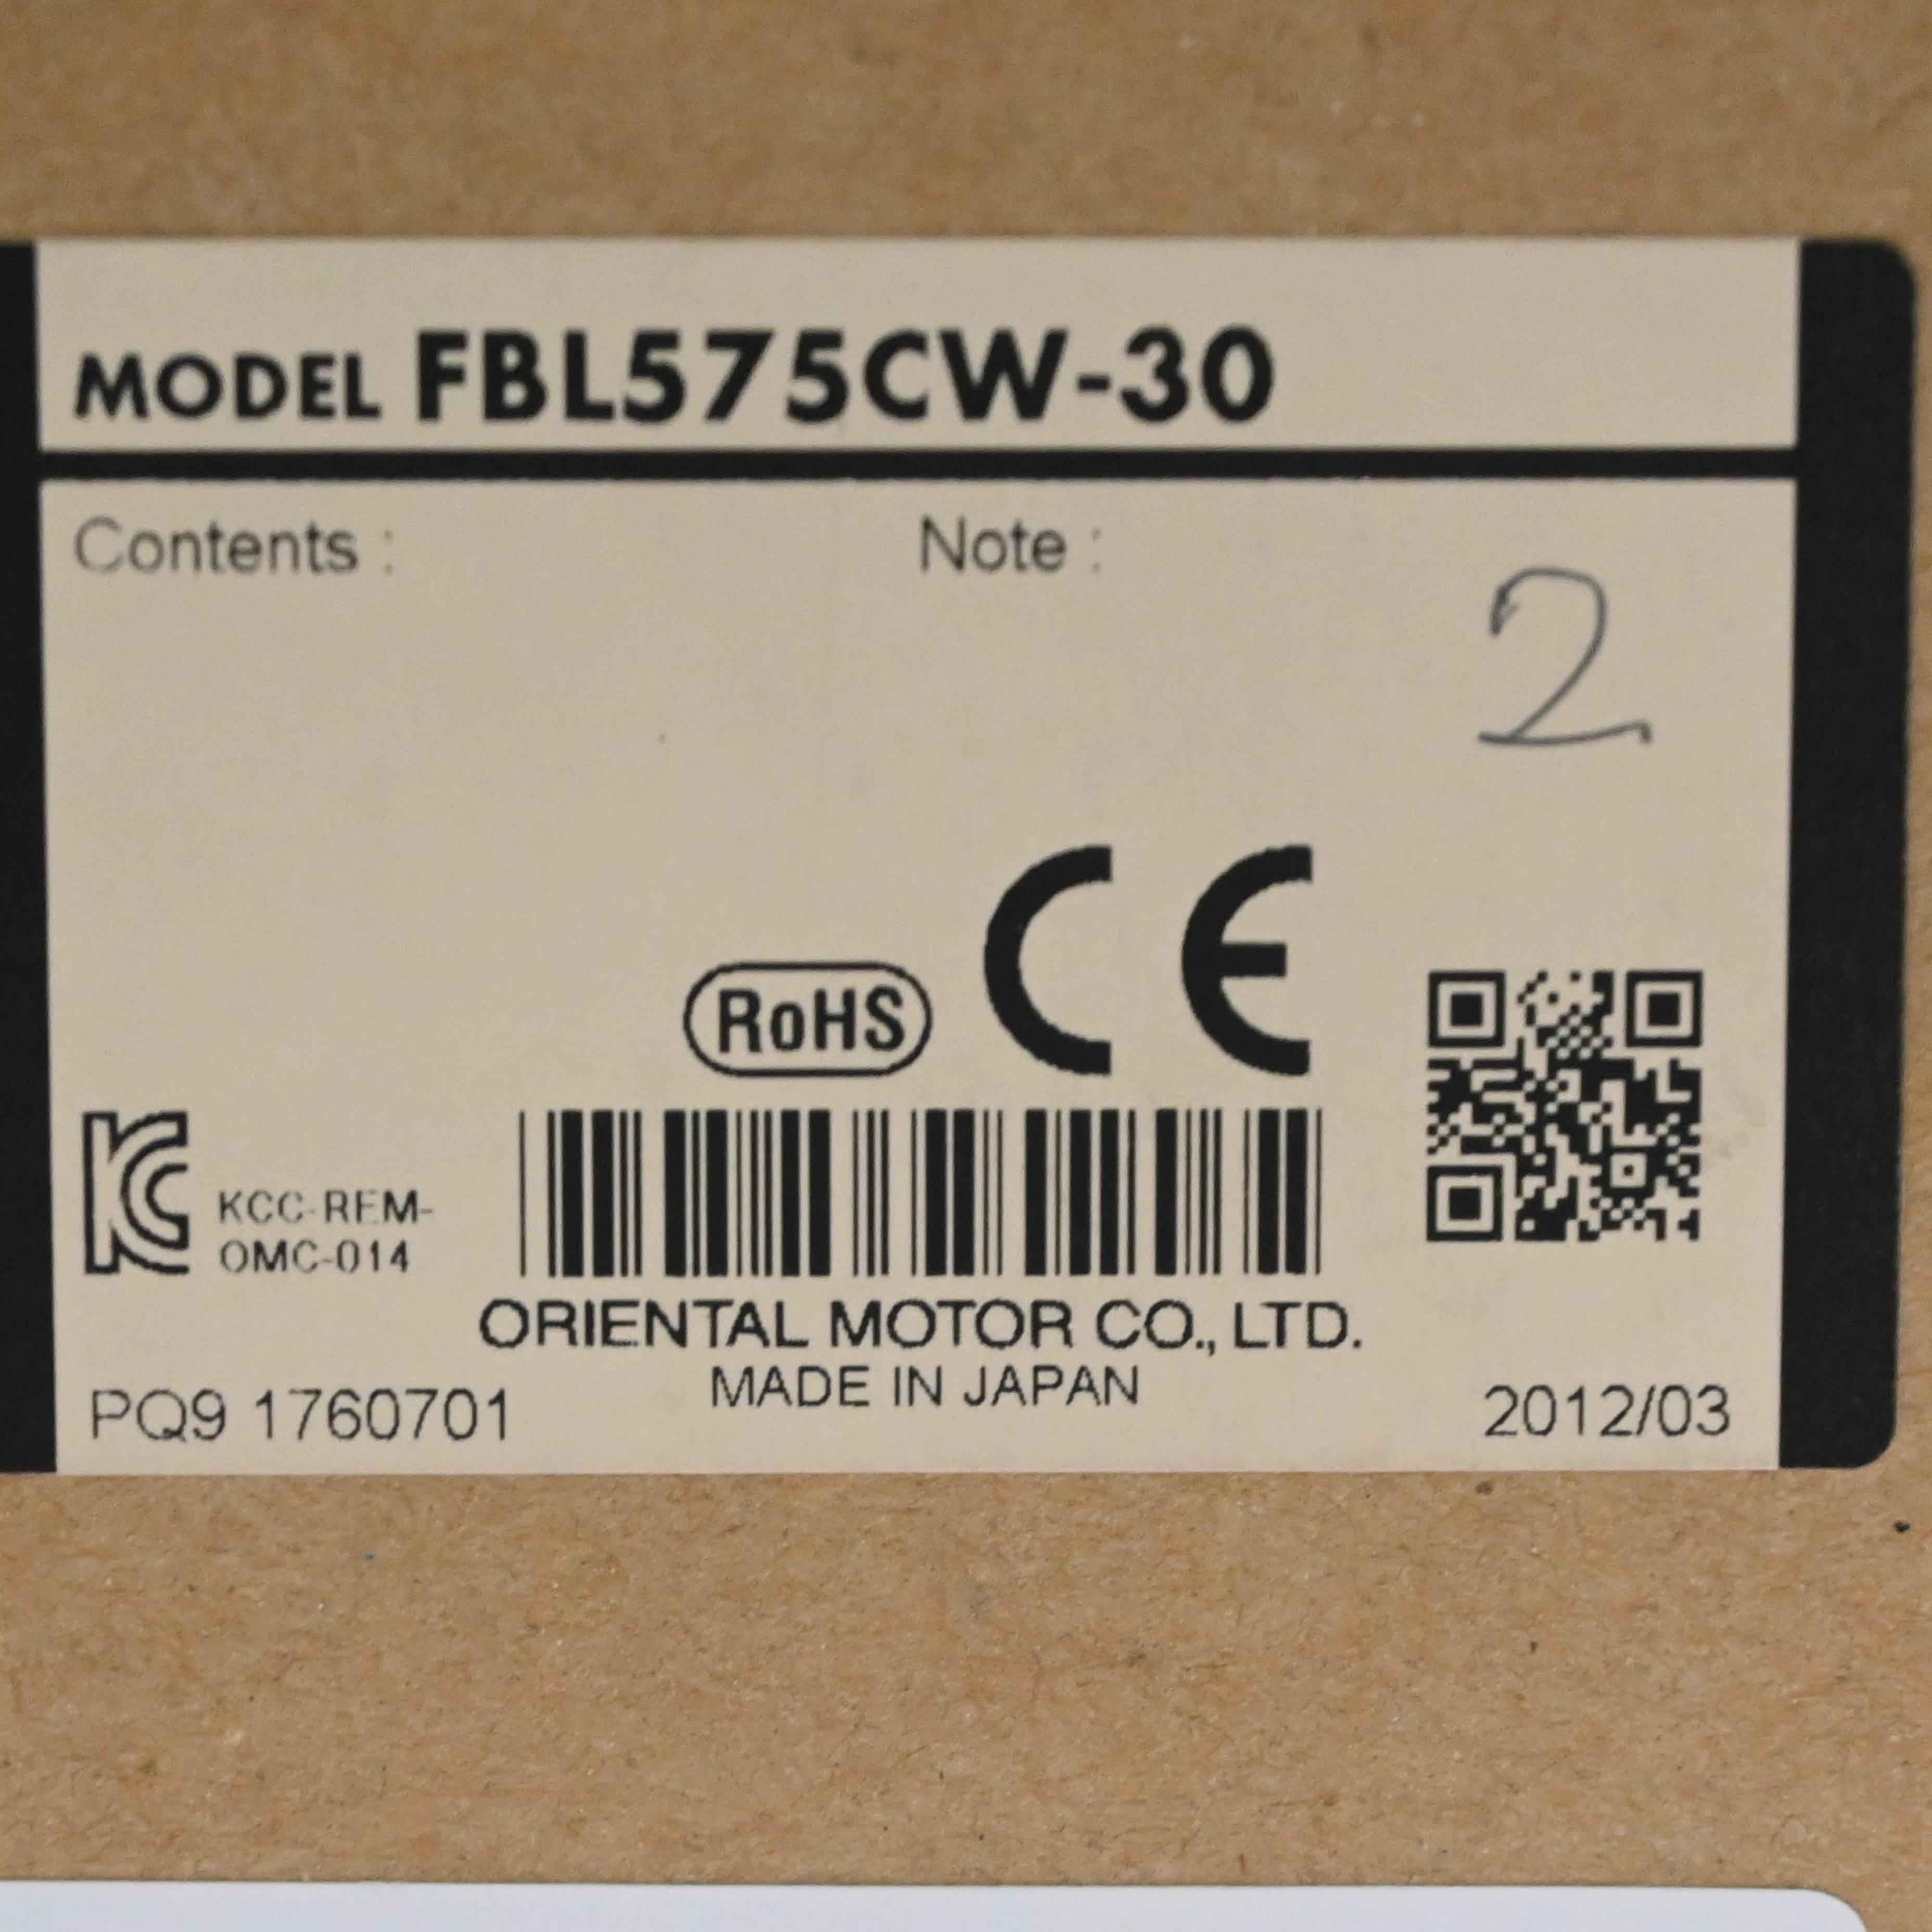 MODEL FBL575CW-30
Contents :
Note :
2
RoHS
CE
KCC-REM-
OMC-014
ORIENTAL MOTOR CO., LTD.
MADE IN JAPAN
PQ9 1760701
2012/03